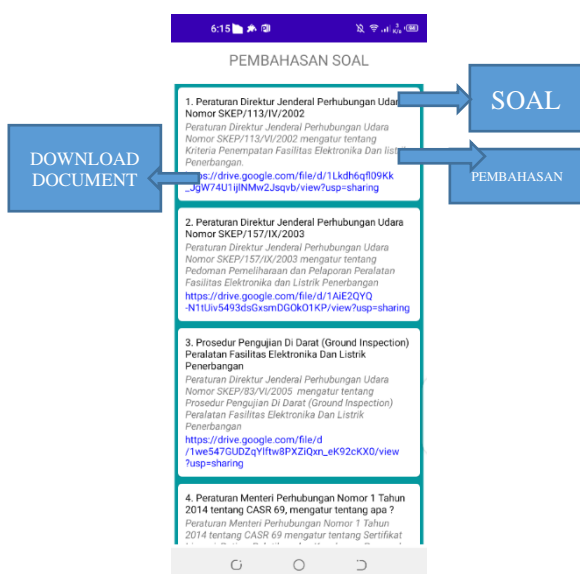 6:15
PEMBAHASAN SOAL
1. Peraturan Direktur Jenderal Perhubungan Udar
Nomor SKEP/113/IV/2002
Peraturan Direktur Jenderal Perhubungan Udara
Nomor SKEP/113/VI/2002 mengatur tentang
Kriteria Penempatan Fasilitas Elektronika Dan listrik
Penerbangan.
https://drive.google.com/file/d/1Lkdh6qfl09Kk
_JgW74U1ijlNMw2Jsqvb/view?usp=sharing
SOAL
PEMBAHASAN
DOWNLOAD
DOCUMENT
2. Peraturan Direktur Jenderal Perhubungan Udara
Nomor SKEP/157/IX/2003
Peraturan Direktur Jenderal Perhubungan Udara
Nomor SKEP/157/IX/2003 mengatur tentang
Pedoman Pemeliharaan dan Pelaporan Peralatan
Fasilitas Elektronika dan Listrik Penerbangan
https://drive.google.com/file/d/1AiE2QYQ
-N1tUiv5493dsGxsmDGOkO1KP/view?usp=sharing
3. Prosedur Pengujian Di Darat (Ground Inspection)
Peralatan Fasilitas Elektronika Dan Listrik
Penerbangan
Peraturan Direktur Jenderal Perhubungan Udara
Nomor SKEP/83/VI/2005 mengatur tentang
Prosedur Pengujian Di Darat (Ground Inspection)
Peralatan Fasilitas Elektronika Dan Listrik
Penerbangan
https://drive.google.com/file/d
/1we547GUDZqYlftw8PXZiQxn_eK92cKX0/view
?usp=sharing
4. Peraturan Menteri Perhubungan Nomor 1 Tahun
2014 tentang CASR 69, mengatur tentang apa ?
Peraturan Menteri Perhubungan Nomor 1 Tahun
2014 tentang CASR 69 mengatur tentang Sertifikat